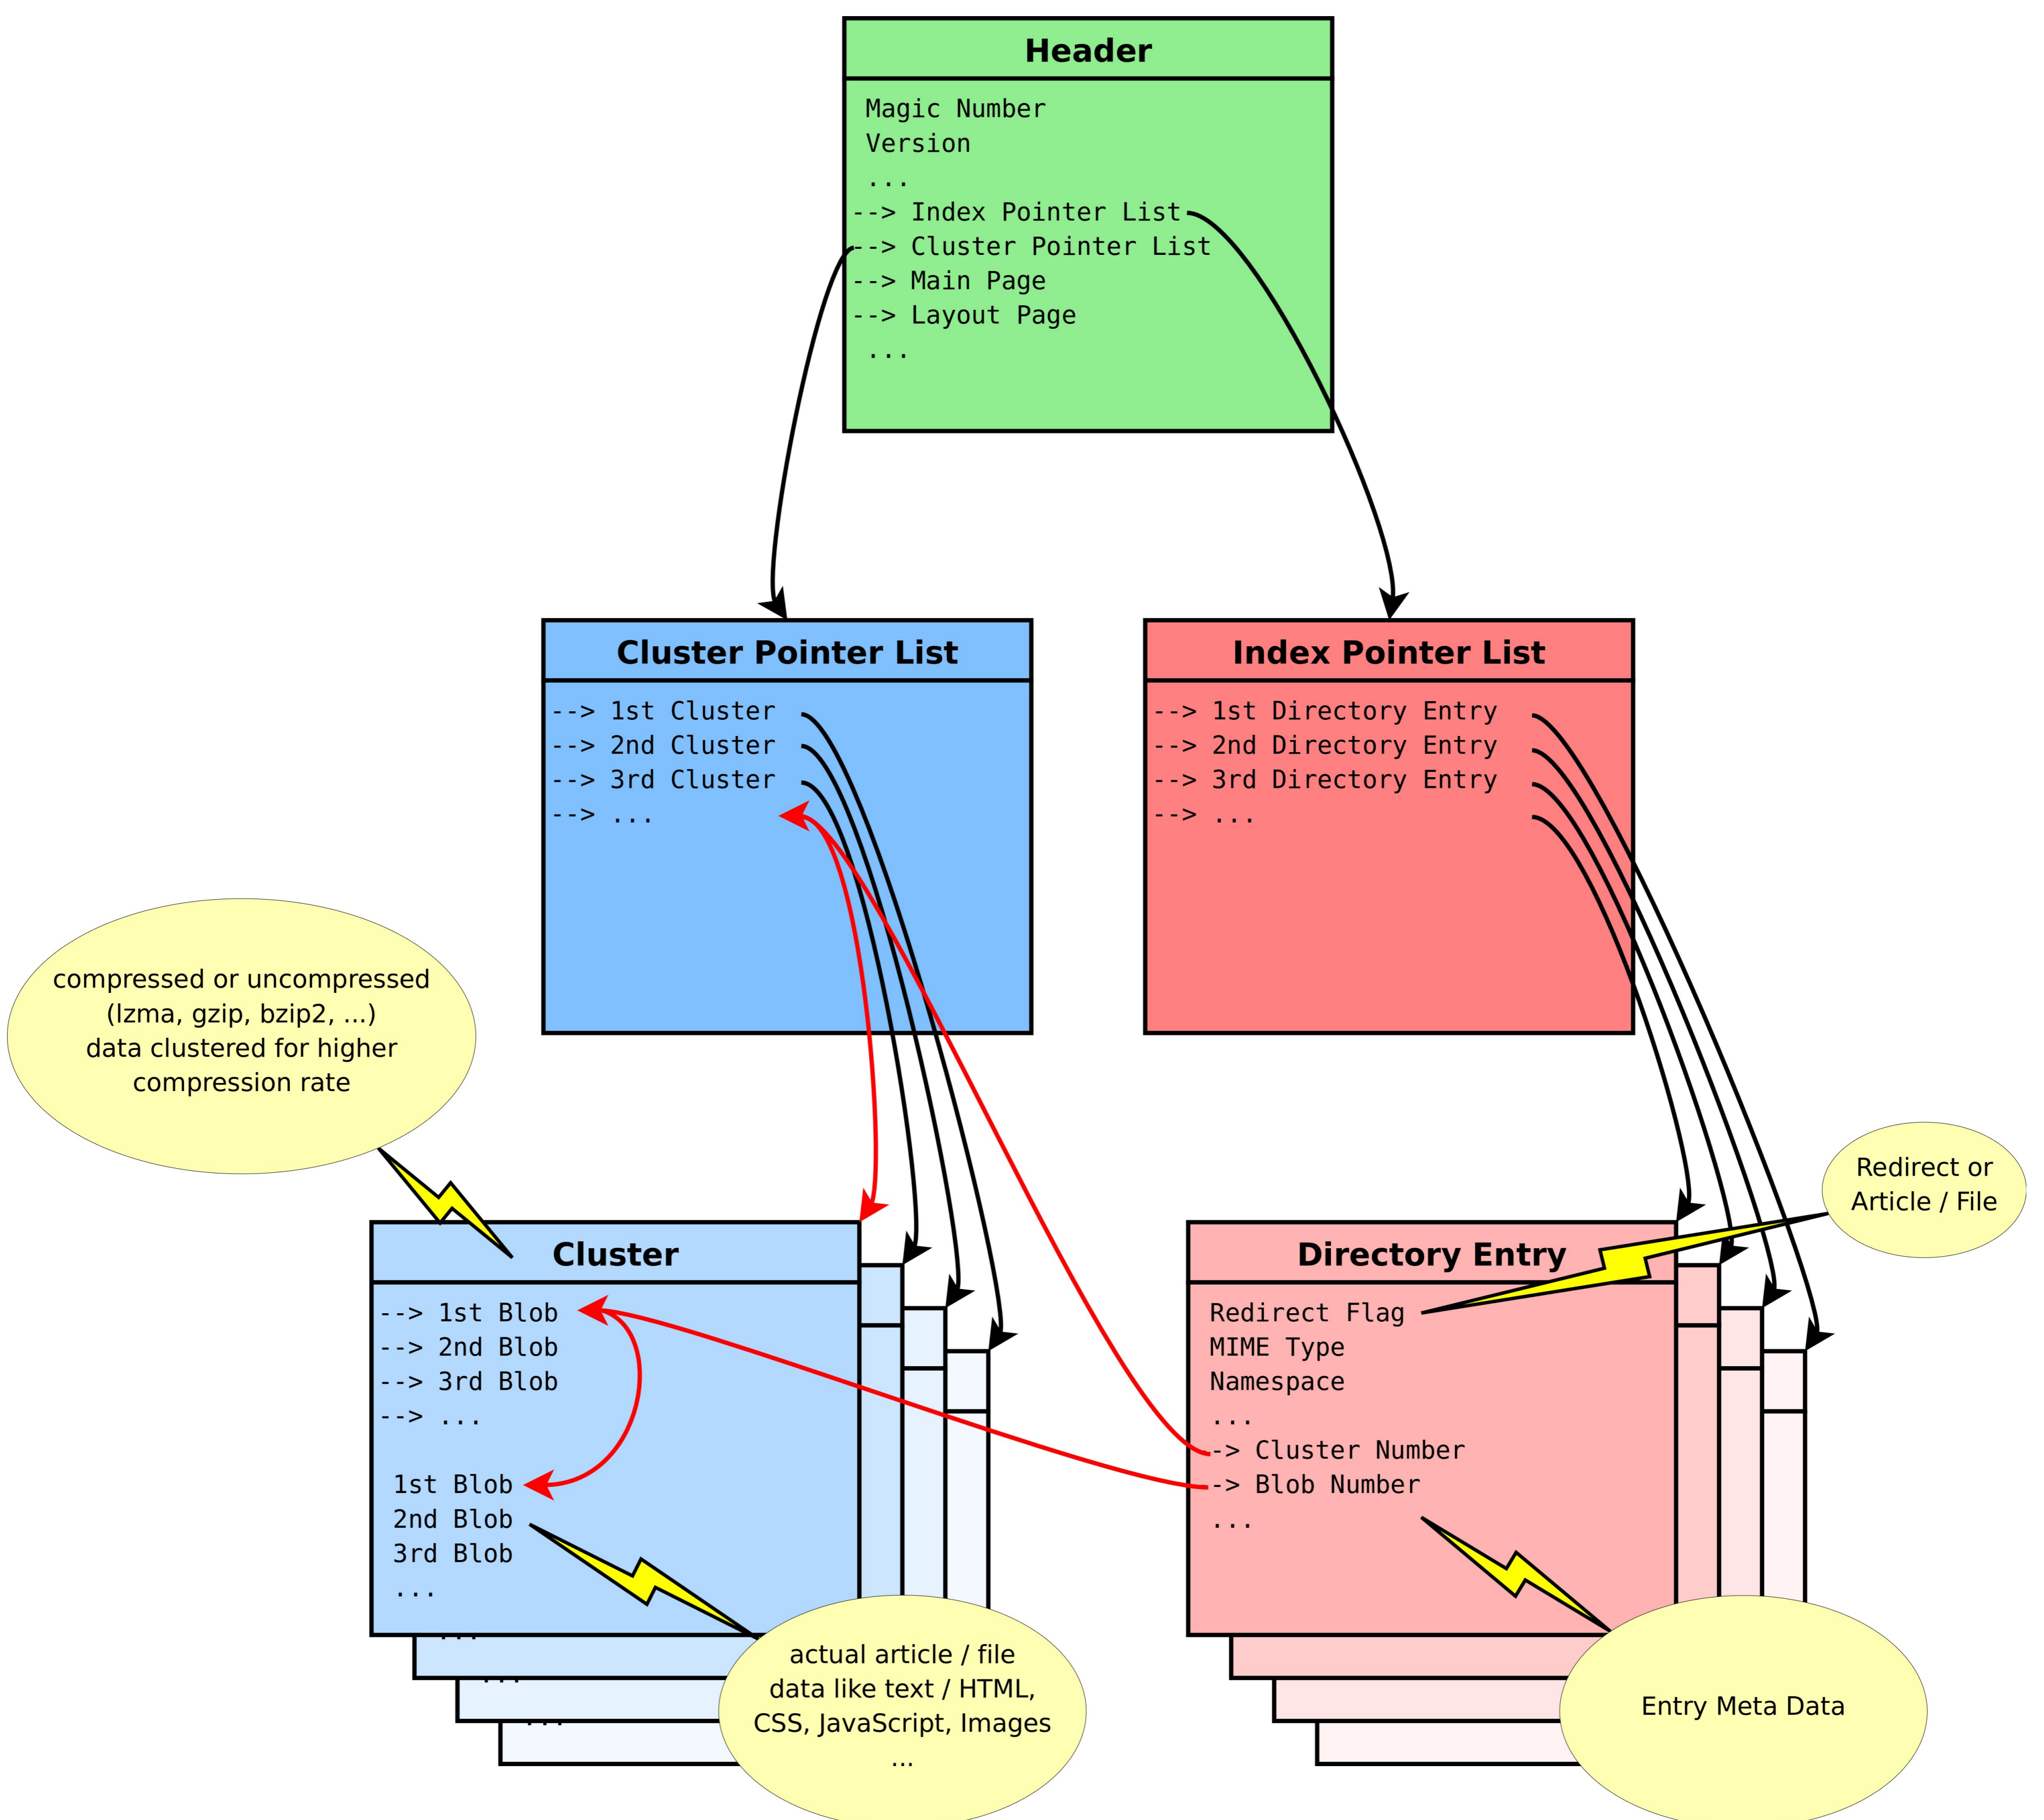 Header
Magic Number
Version
...
--> Index Pointer List
--> Cluster Pointer List
--> Main Page
--> Layout Page
...
Cluster Pointer List
--> 1st Cluster
--> 2nd Cluster
--> 3rd Cluster
--> ...
Index Pointer List
--> 1st Directory Entry
--> 2nd Directory Entry
--> 3rd Directory Entry
--> ...
compressed or uncompressed
(lzma, gzip, bzip2, ...)
data clustered for higher
compression rate
Redirect or
Article / File
Cluster
--> 1st Blob
--> 2nd Blob
--> 3rd Blob
--> ...
1st Blob
2nd Blob
3rd Blob
...
...
...
...
actual article / file
data like text / HTML,
CSS, JavaScript, Images
...
Directory Entry
Redirect Flag
MIME Type
Namespace
...
-> Cluster Number
-> Blob Number
...
Entry Meta Data